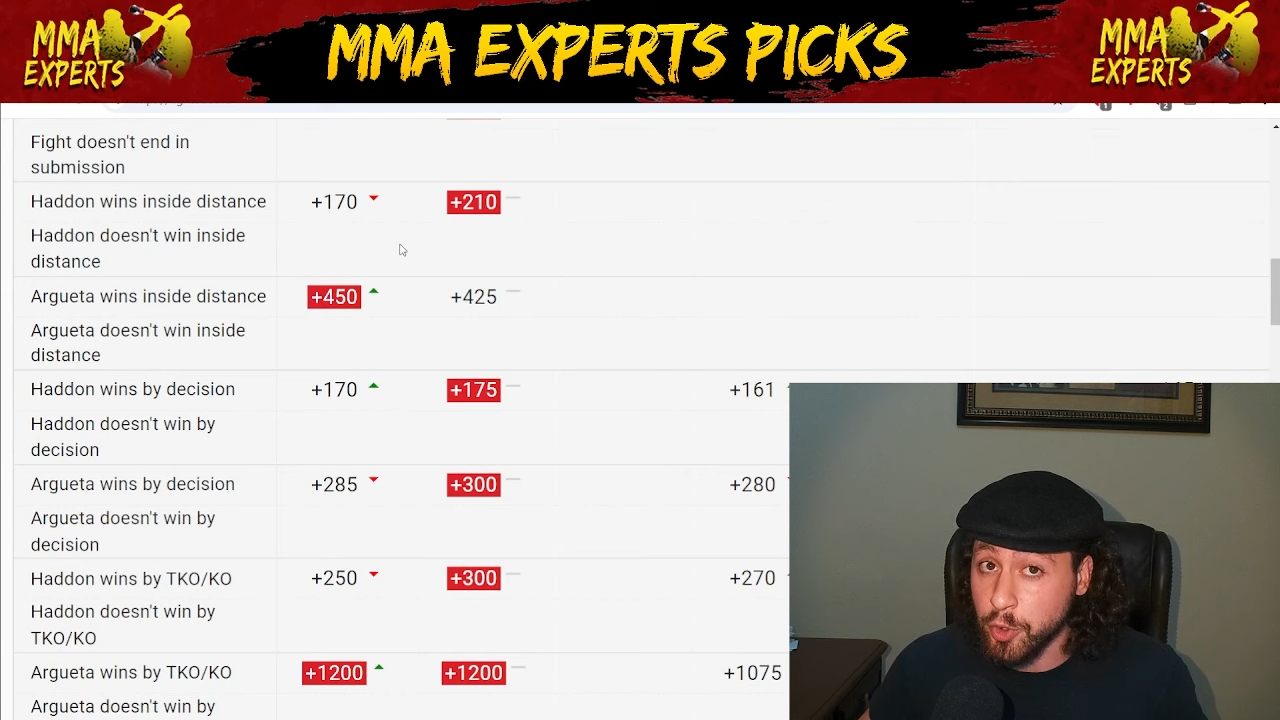 MMA
EXPERTS
MMA EXPERTS PICKS
MMA
EXPERTS
1
2
Fight doesn't end in
submission
Haddon wins inside distance +170 +210
Haddon doesn't win inside
distance
Argueta wins inside distance +450 +425
Argueta doesn't win inside
distance
Haddon wins by decision +170 +175 +161
Haddon doesn't win by
decision
Argueta wins by decision +285 +300 +280
Argueta doesn't win by
decision
Haddon wins by TKO/KO +250 +300 +270
Haddon doesn't win by
TKO/KO
Argueta wins by TKO/KO +1200 +1200 +1075
Argueta doesn't win by